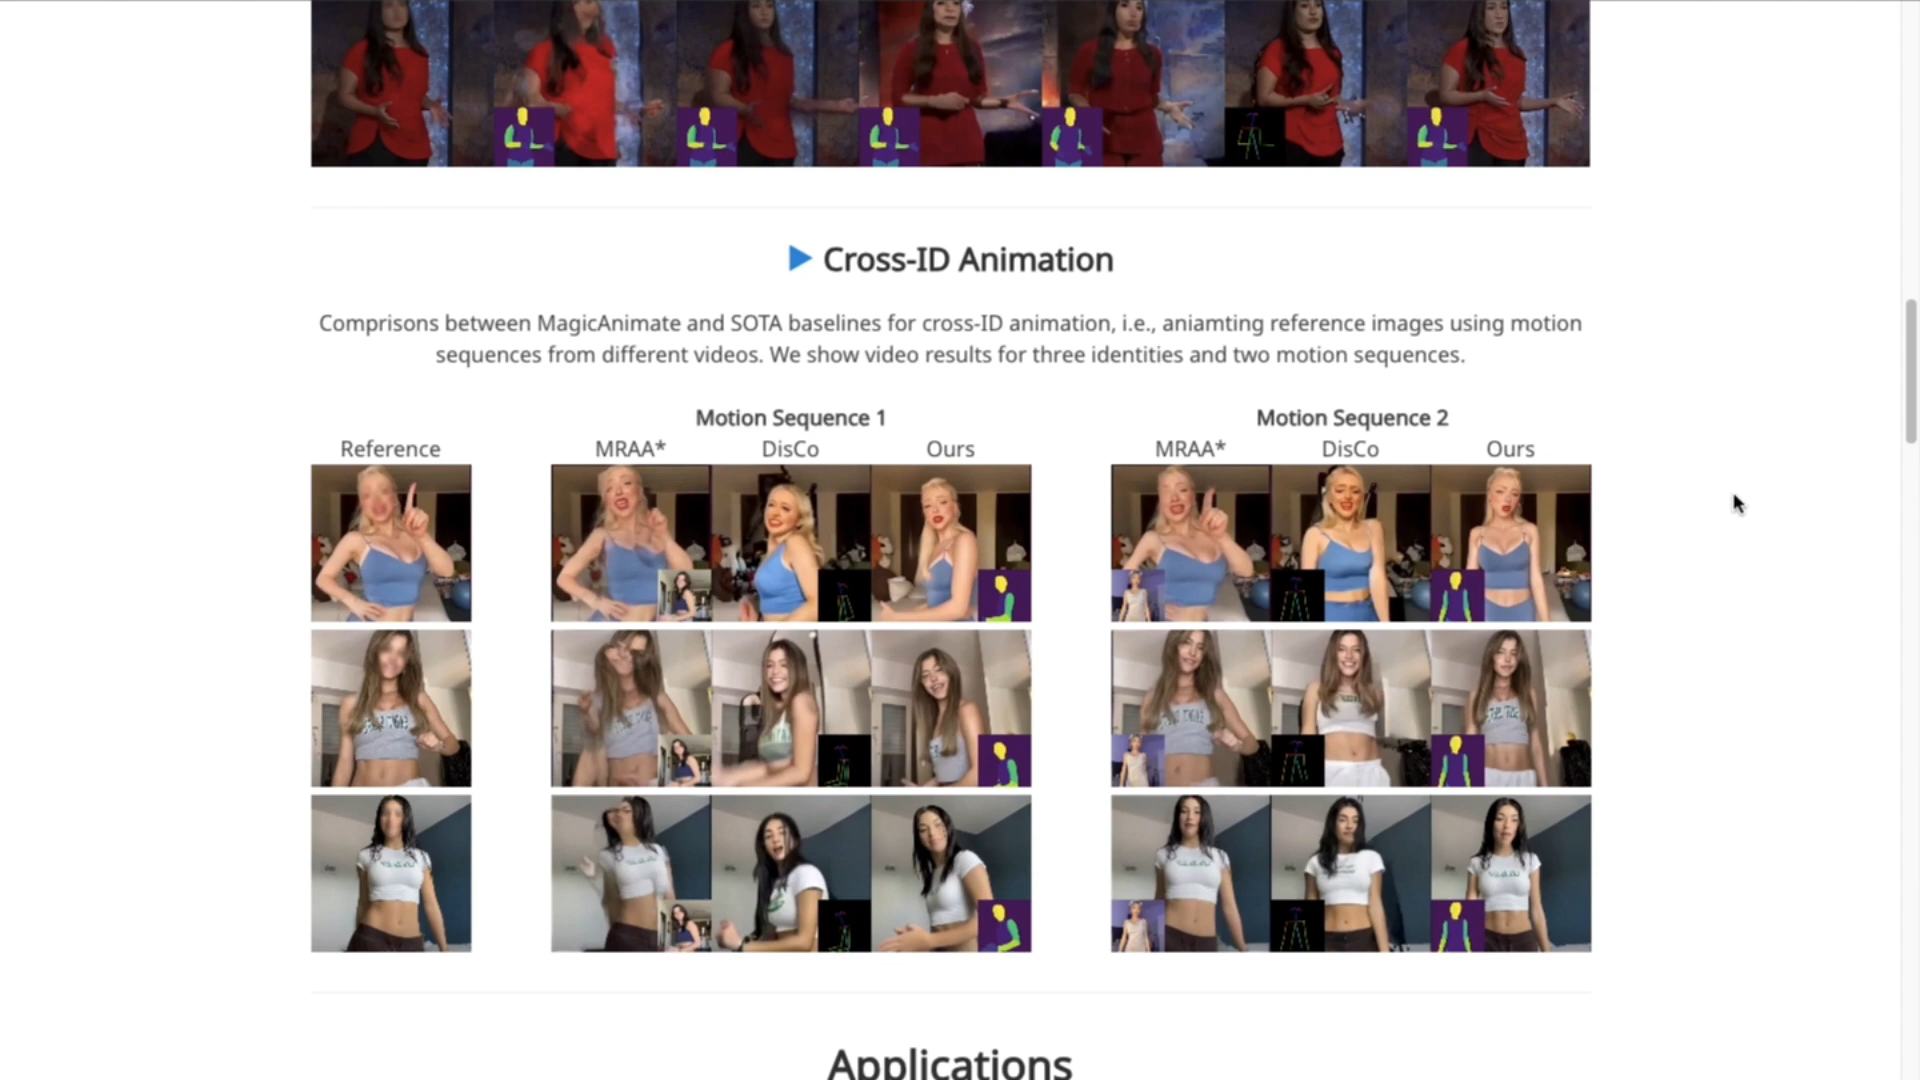 Cross-ID Animation
Comprisons between MagicAnimate and SOTA baselines for cross-ID animation, i.e., aniamting reference images using motion
sequences from different videos. We show video results for three identities and two motion sequences.
Motion Sequence 1
Motion Sequence 2
Reference
MRAA*
DisCo
Ours
MRAA*
DisCo
Ours
Applications